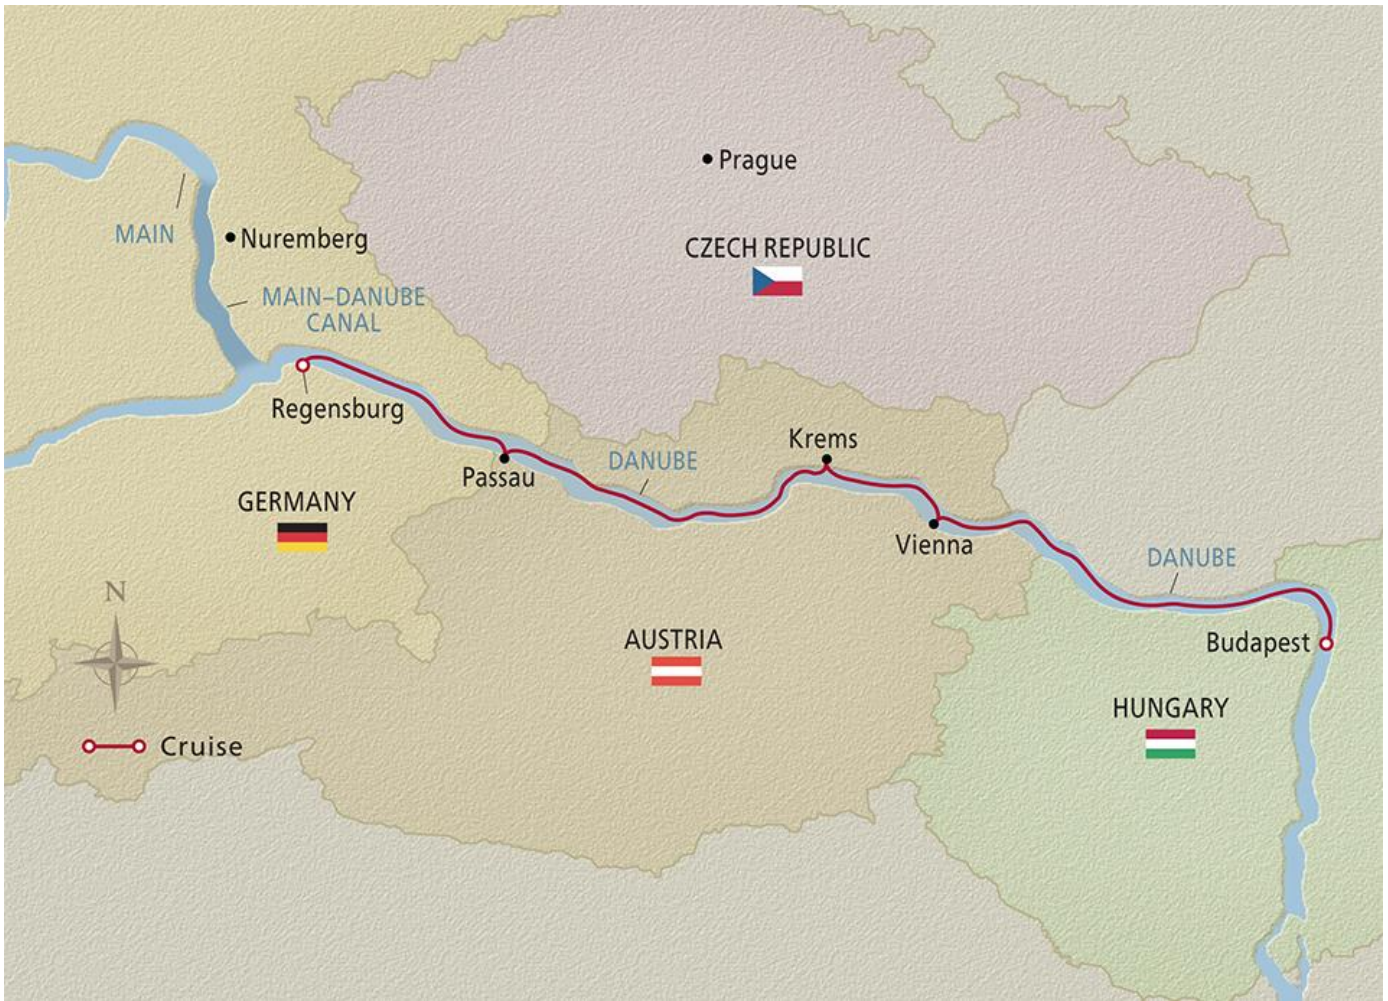 Prague
MAIN
Nuremberg
CZECH REPUBLIC
MAIN–DANUBE
CANAL
Regensburg
Krems
DANUBE
Passau
GERMANY
Vienna
DANUBE
N
AUSTRIA
Budapest
HUNGARY
Cruise